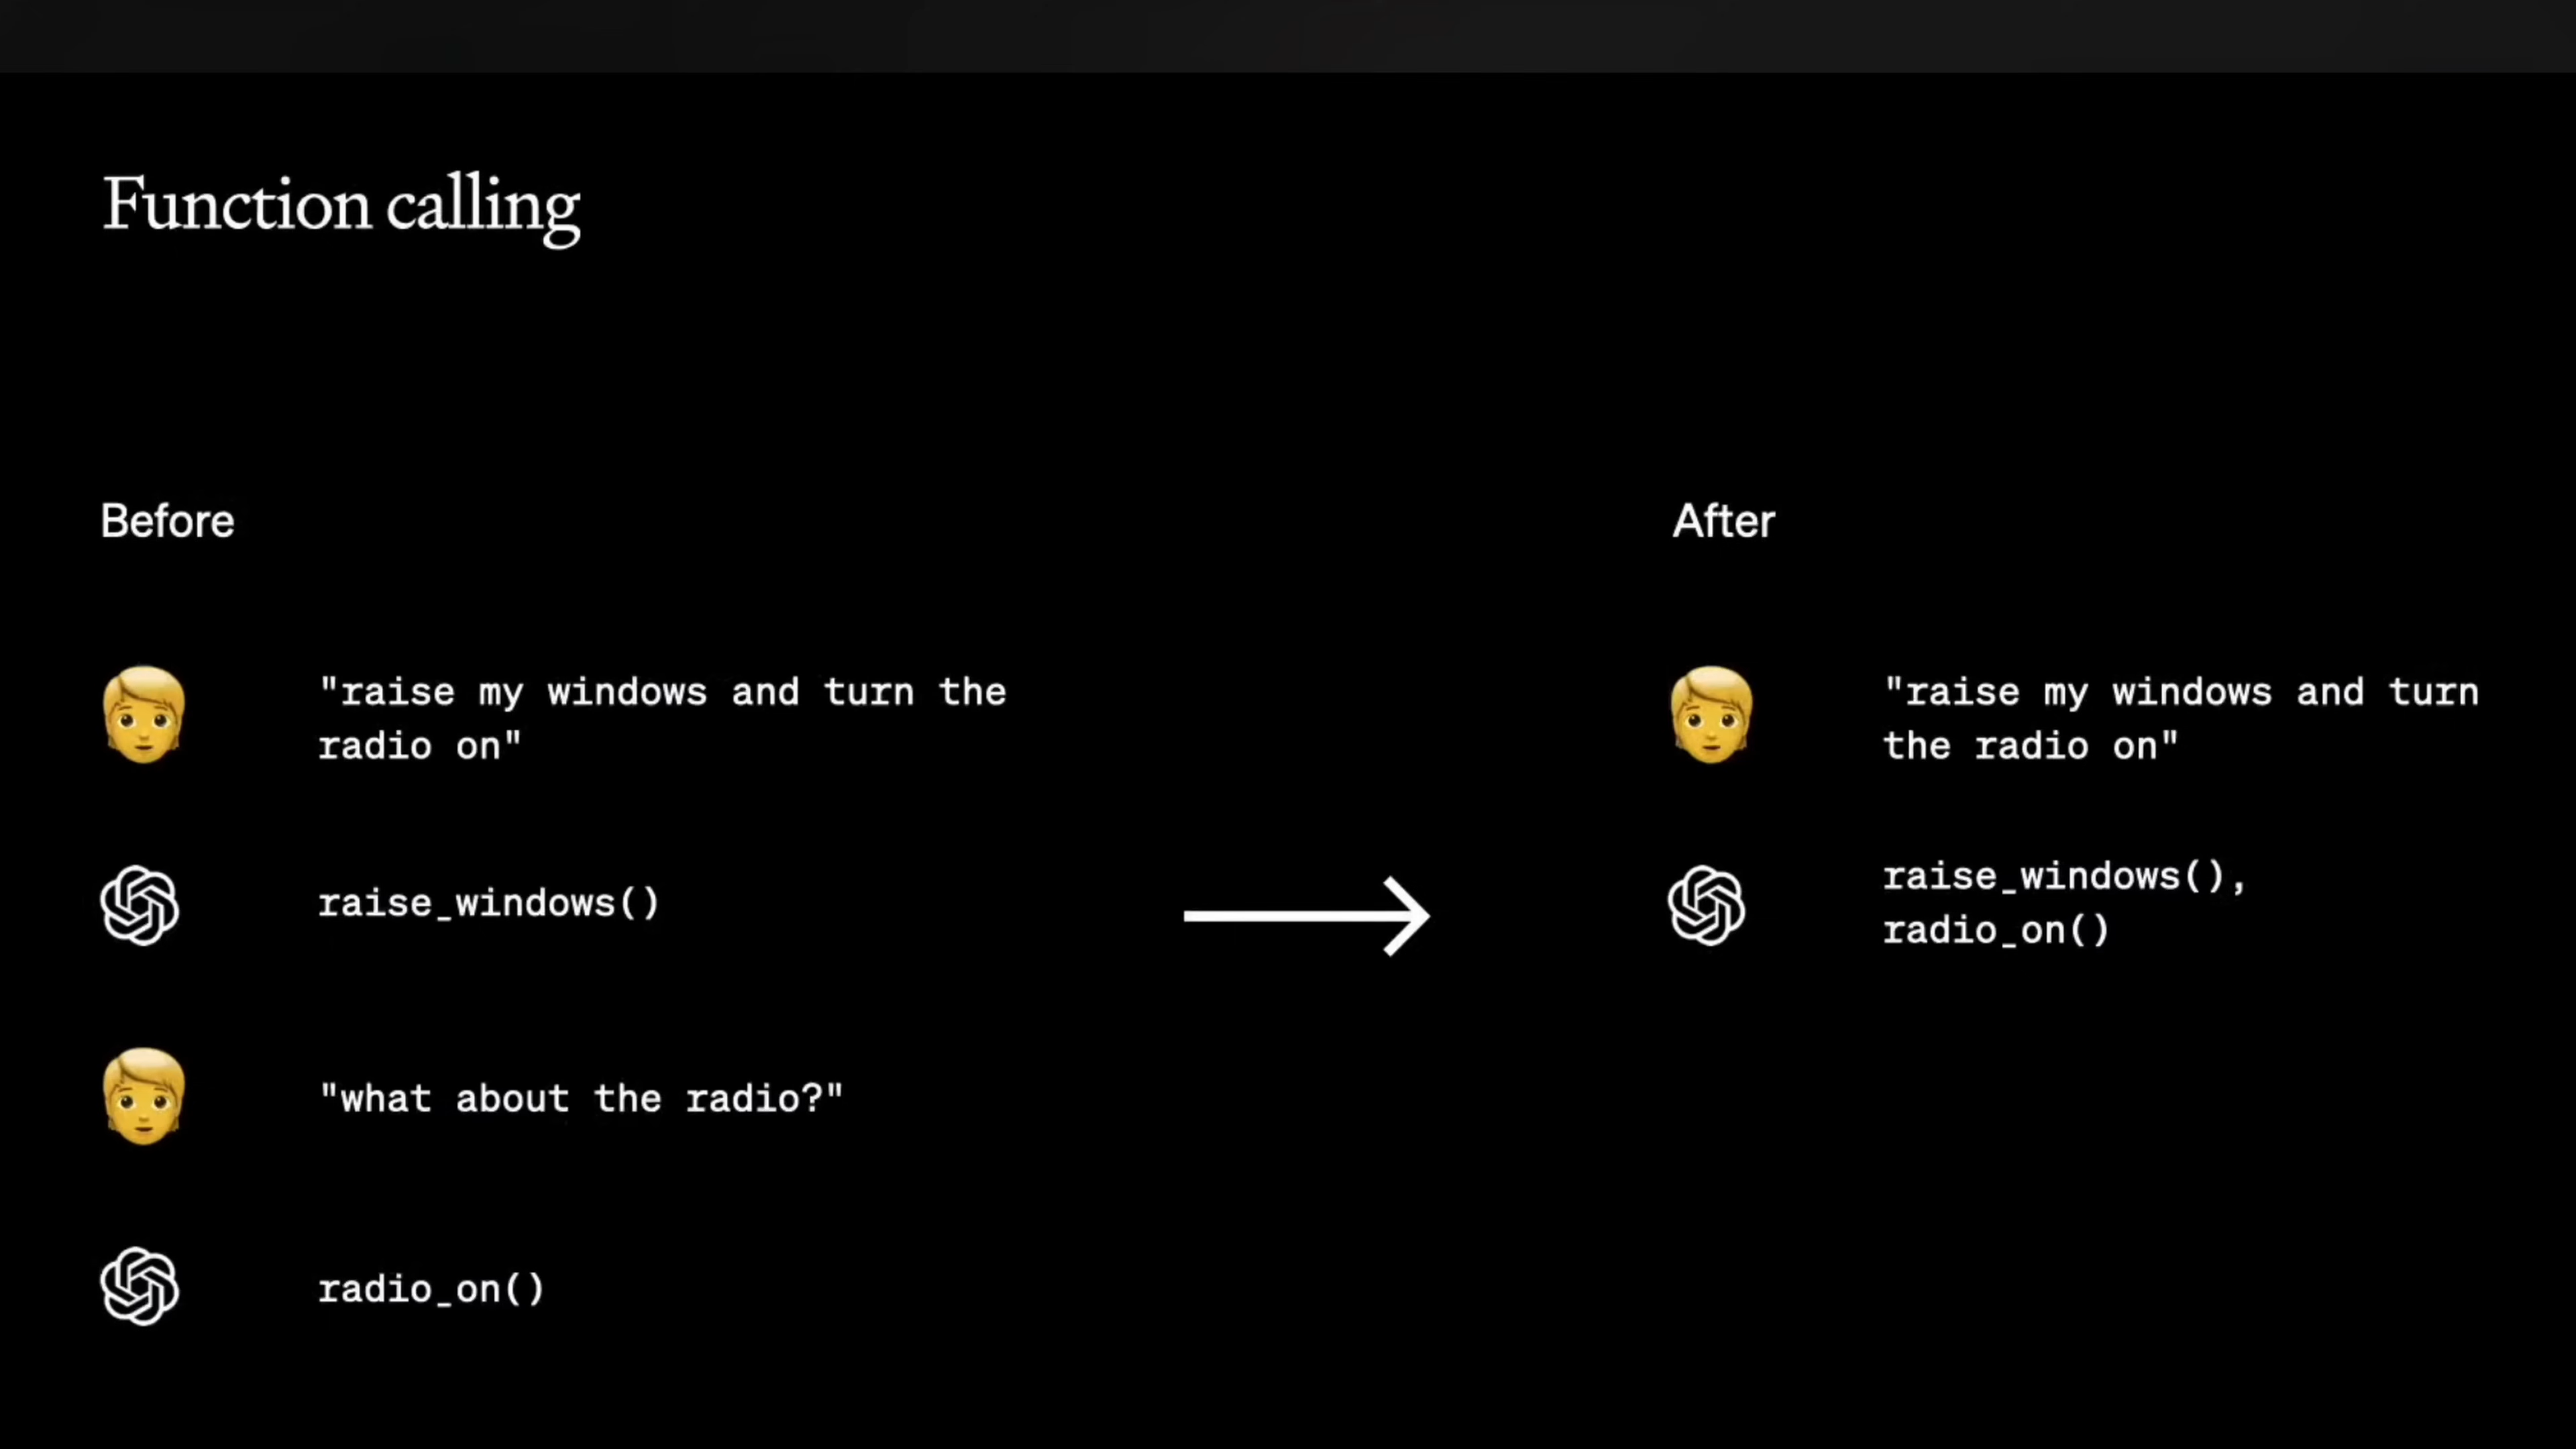 Function calling
Before
"raise my windows and turn the
radio on"
raise_windows()
"what about the radio?"
radio_on()
After
"raise my windows and turn
the radio on"
raise_windows(),
radio_on()